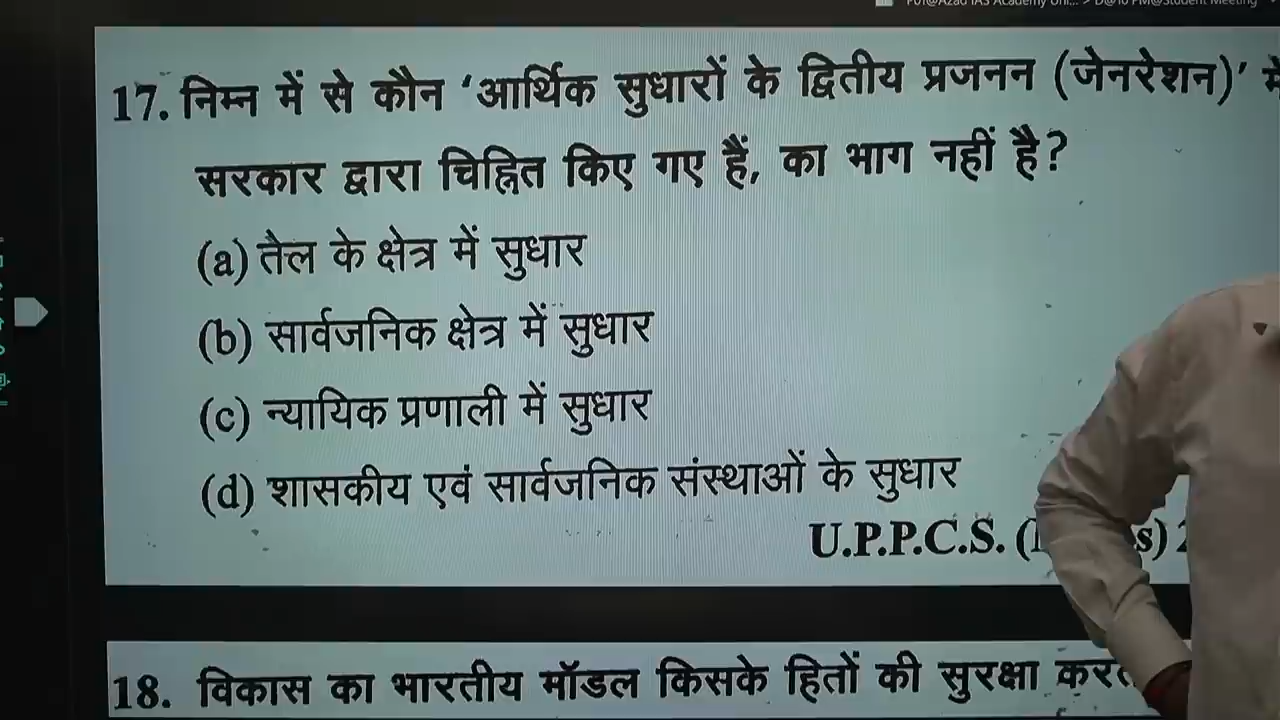 17. निम्न में से कौन ‘आर्थिक सुधारों के द्वितीय प्रजनन (जेनरेशन)’ में
सरकार द्वारा चिह्नित किए गए हैं, का भाग नहीं है?
(a) तेल के क्षेत्र में सुधार
(b) सार्वजनिक क्षेत्र में सुधार
(c) न्यायिक प्रणाली में सुधार
(d) शासकीय एवं सार्वजनिक संस्थाओं के सुधार
U.P.P.C.S.
18. विकास का भारतीय मॉडल किसके हितों की सुरक्षा